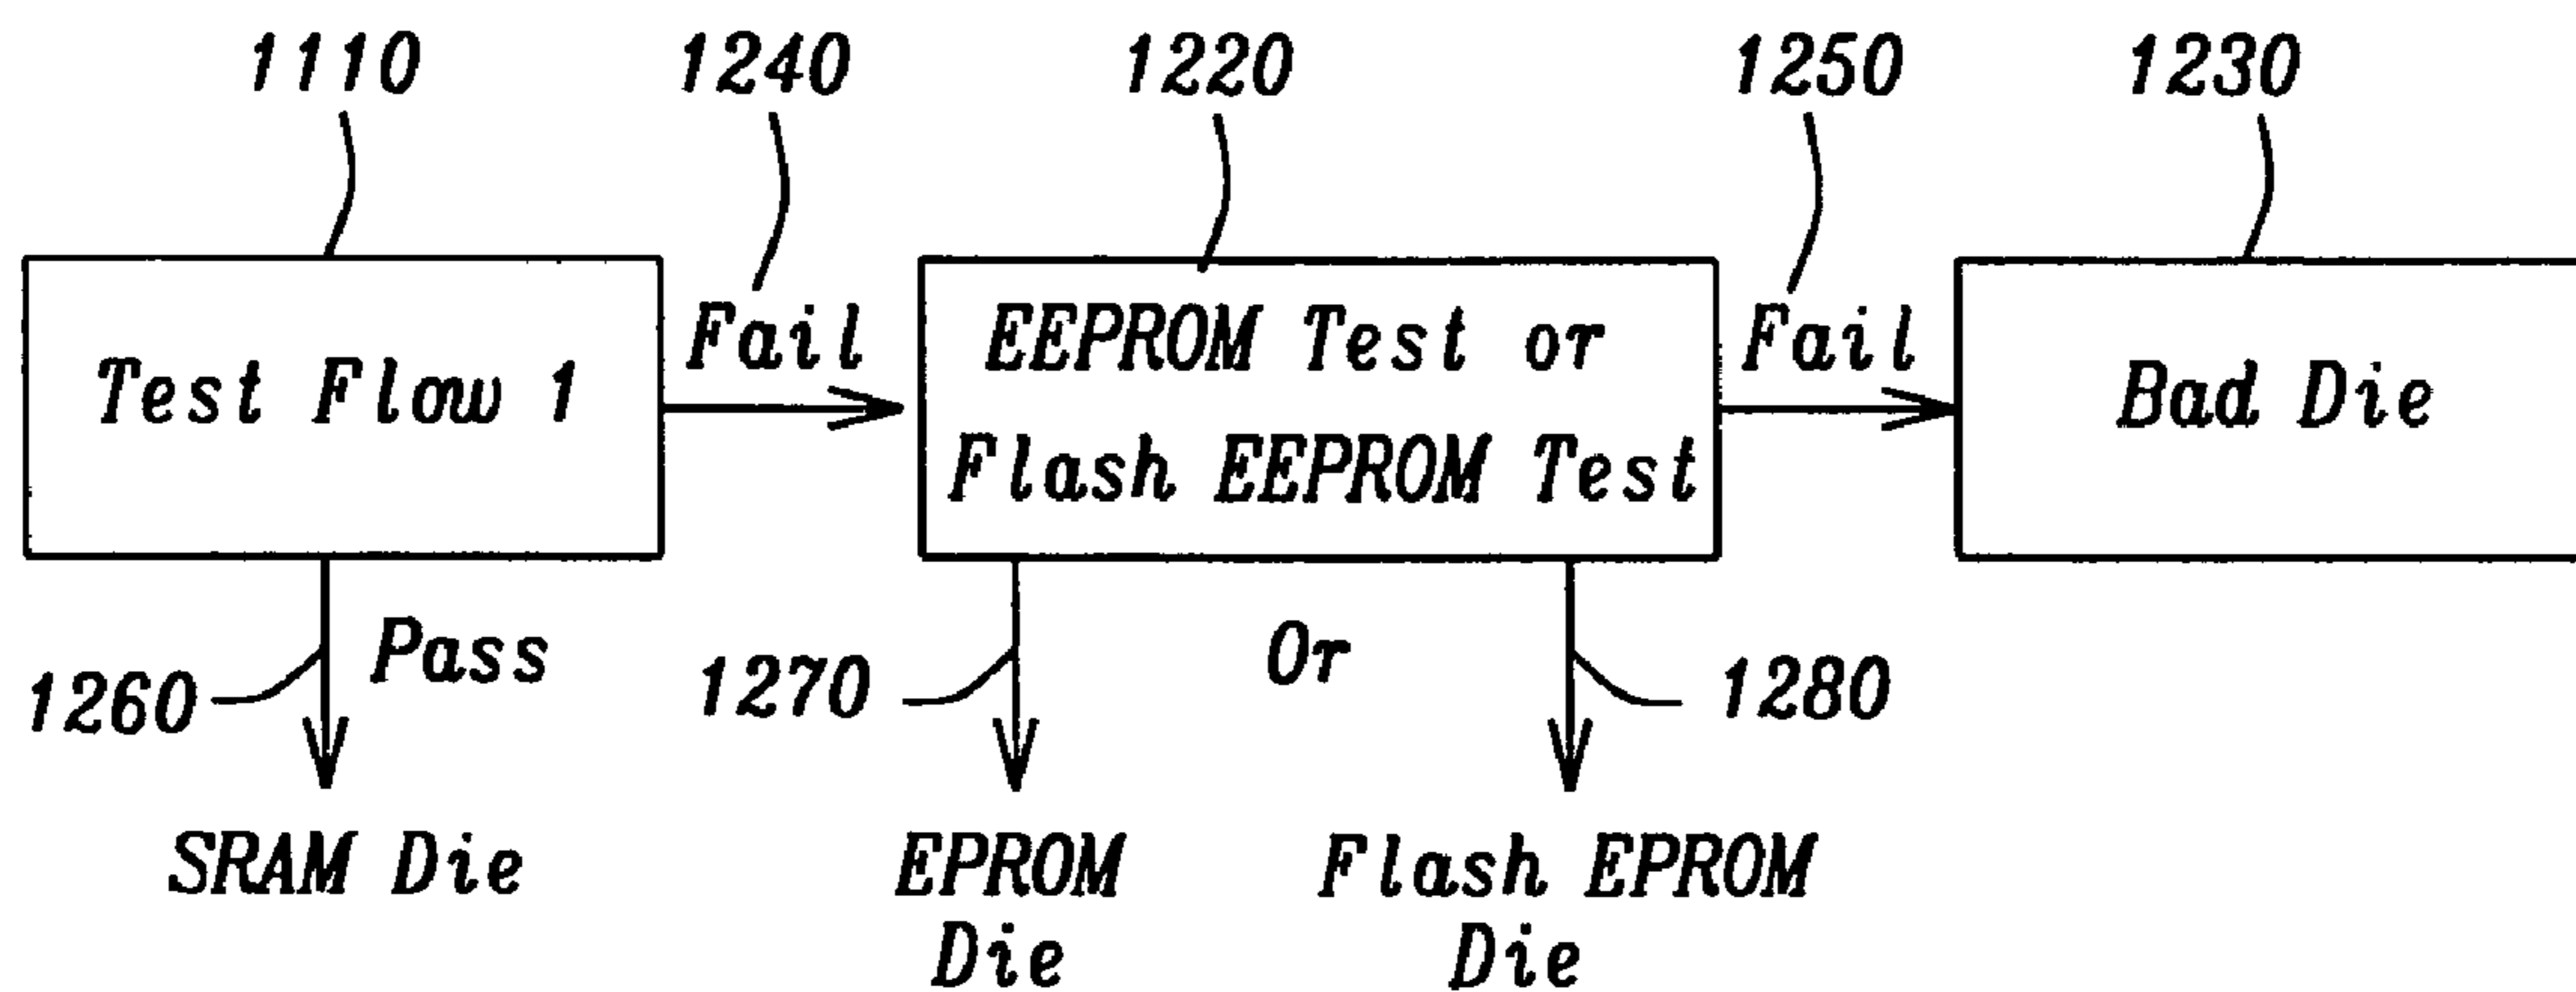 1110
1240
1220
1250
1230
Test Flow 1
Fail
EEPROM Test or
Flash EEPROM Test
Fail
Bad Die
1260
Pass
1270
Or
1280
SRAM Die
EPROM
Die
Flash EPROM
Die